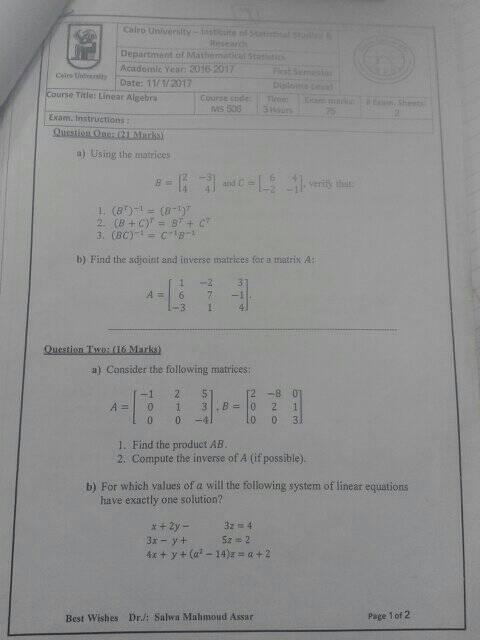 Cairo University – Institute of Statistical Studies & Research
Department of Mathematical Statistics
Academic Year: 2016-2017 First Semester
Date: 11/1/2017 Diploma Level
Cairo University
Course Title: Linear Algebra Course code: MS 506 Time: 3 Hours Exam marks: 75 # Exam. Sheets: 2
Exam. Instructions :
Question One: (21 Marks)
a) Using the matrices
B = [2 −3; 4 4] and C = [6 4; −2 −1], verify that:
1. (Bᵀ)⁻¹ = (B⁻¹)ᵀ
2. (B + C)ᵀ = Bᵀ + Cᵀ
3. (BC)⁻¹ = C⁻¹B⁻¹
b) Find the adjoint and inverse matrices for a matrix A:
A = [1 −2 3; 6 7 −1; −3 1 4].
Question Two: (16 Marks)
a) Consider the following matrices:
A = [−1 2 5; 0 1 3; 0 0 −4], B = [2 −8 0; 0 2 1; 0 0 3]
1. Find the product AB.
2. Compute the inverse of A (if possible).
b) For which values of a will the following system of linear equations
have exactly one solution?
x + 2y − 3z = 4
3x − y + 5z = 2
4x + y + (a² − 14)z = a + 2
Best Wishes Dr./: Salwa Mahmoud Assar Page 1 of 2